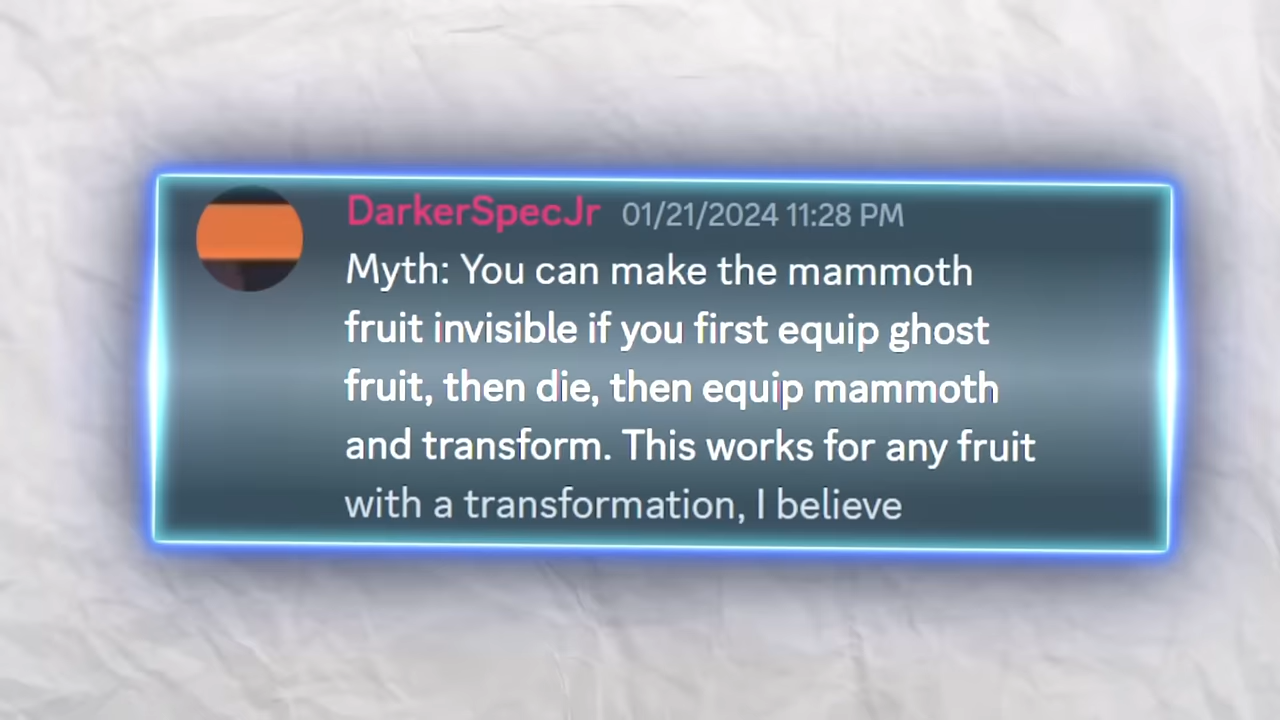 DarkerSpecJr 01/21/2024 11:28 PM
Myth: You can make the mammoth
fruit invisible if you first equip ghost
fruit, then die, then equip mammoth
and transform. This works for any fruit
with a transformation, I believe